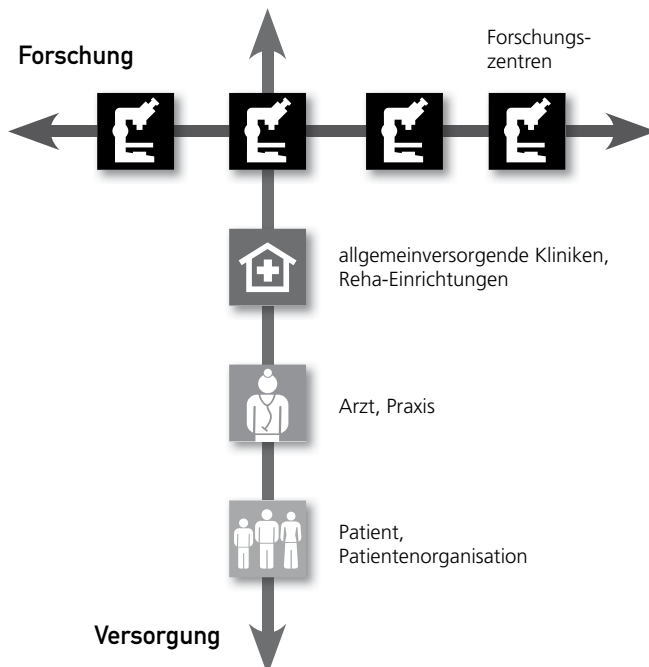 Forschung
Forschungs-
zentren
allgemeinversorgende Kliniken,
Reha-Einrichtungen
Arzt, Praxis
Patient,
Patientenorganisation
Versorgung